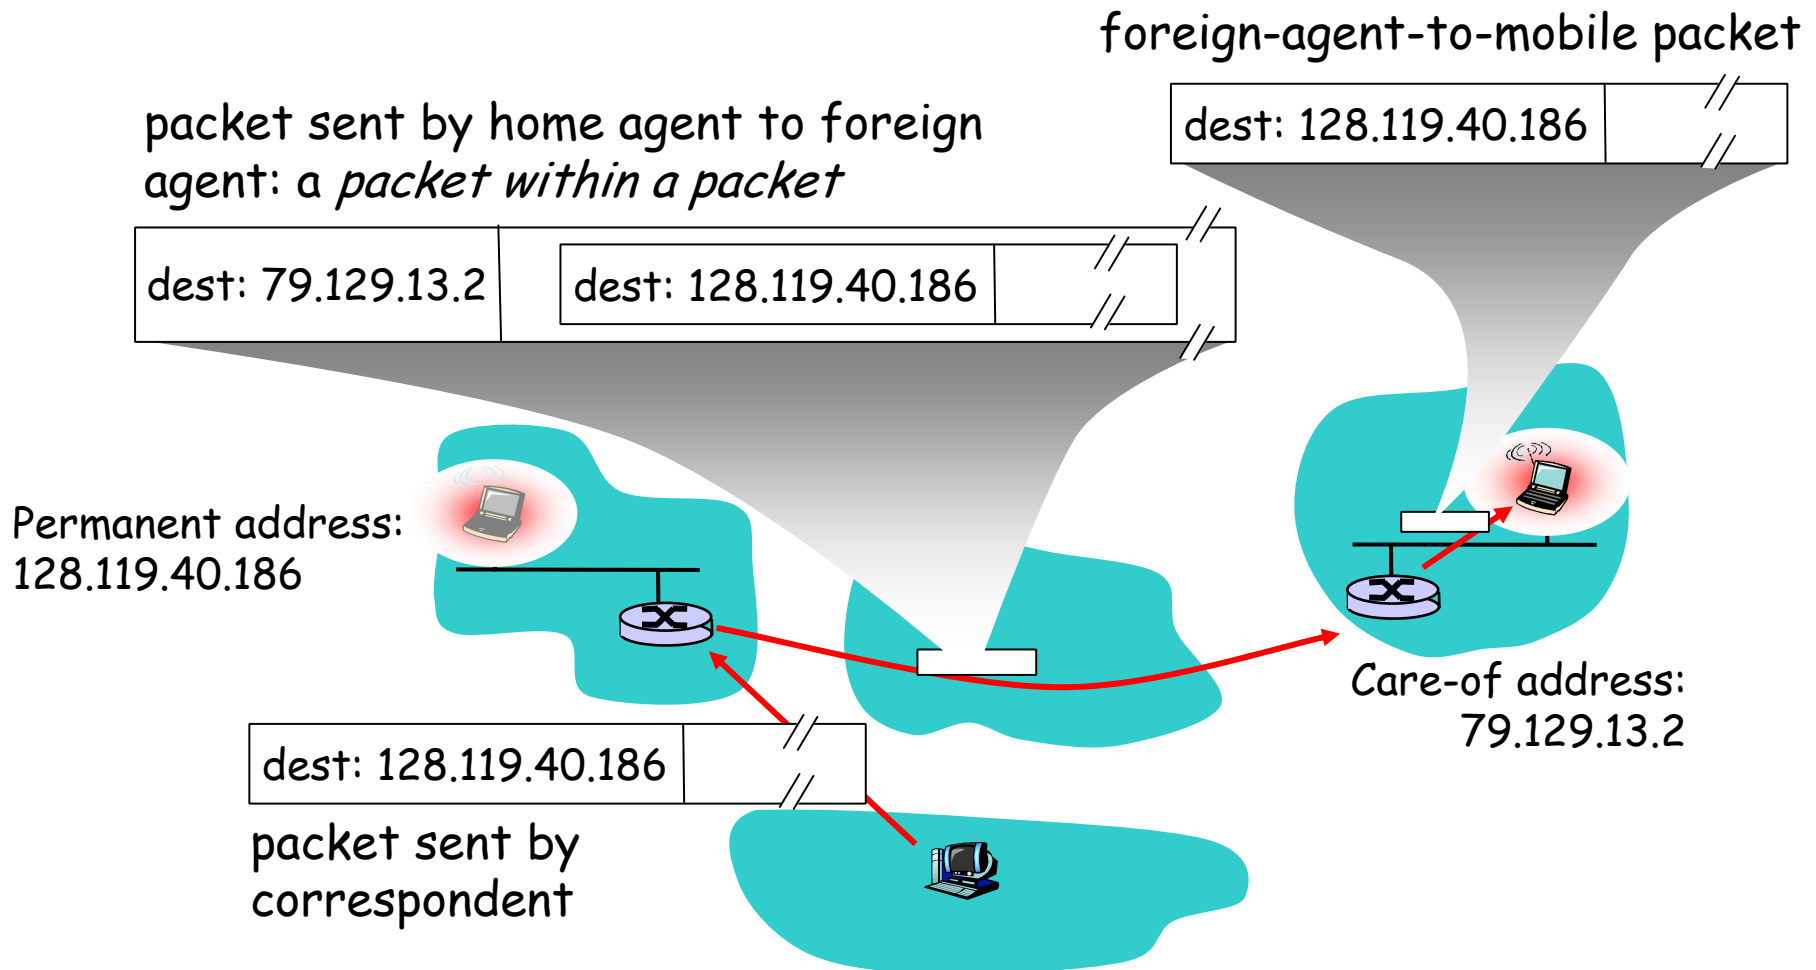 foreign-agent-to-mobile packet
dest: 128.119.40.186
packet sent by home agent to foreign
agent: a packet within a packet
dest: 79.129.13.2
dest: 128.119.40.186
Permanent address:
128.119.40.186
Care-of address:
79.129.13.2
dest: 128.119.40.186
packet sent by
correspondent